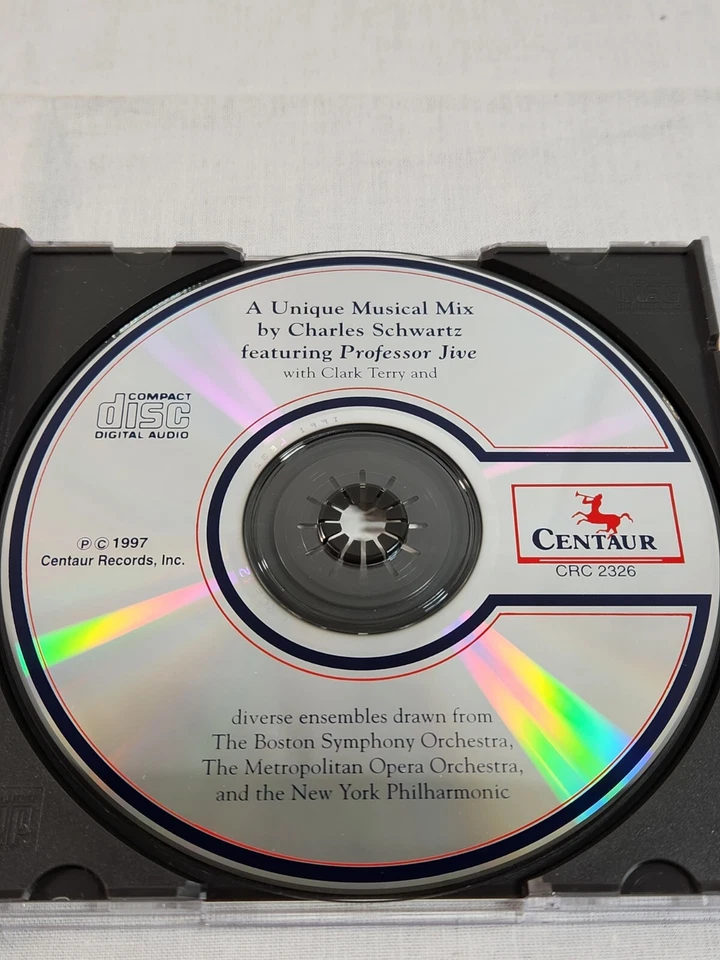 A Unique Musical Mix
by Charles Schwartz
featuring Professor Jive
with Clark Terry and
COMPACT
disc
DIGITAL AUDIO
CENTAUR
CRC 2326
℗ © 1997
Centaur Records, Inc.
diverse ensembles drawn from
The Boston Symphony Orchestra,
The Metropolitan Opera Orchestra,
and the New York Philharmonic